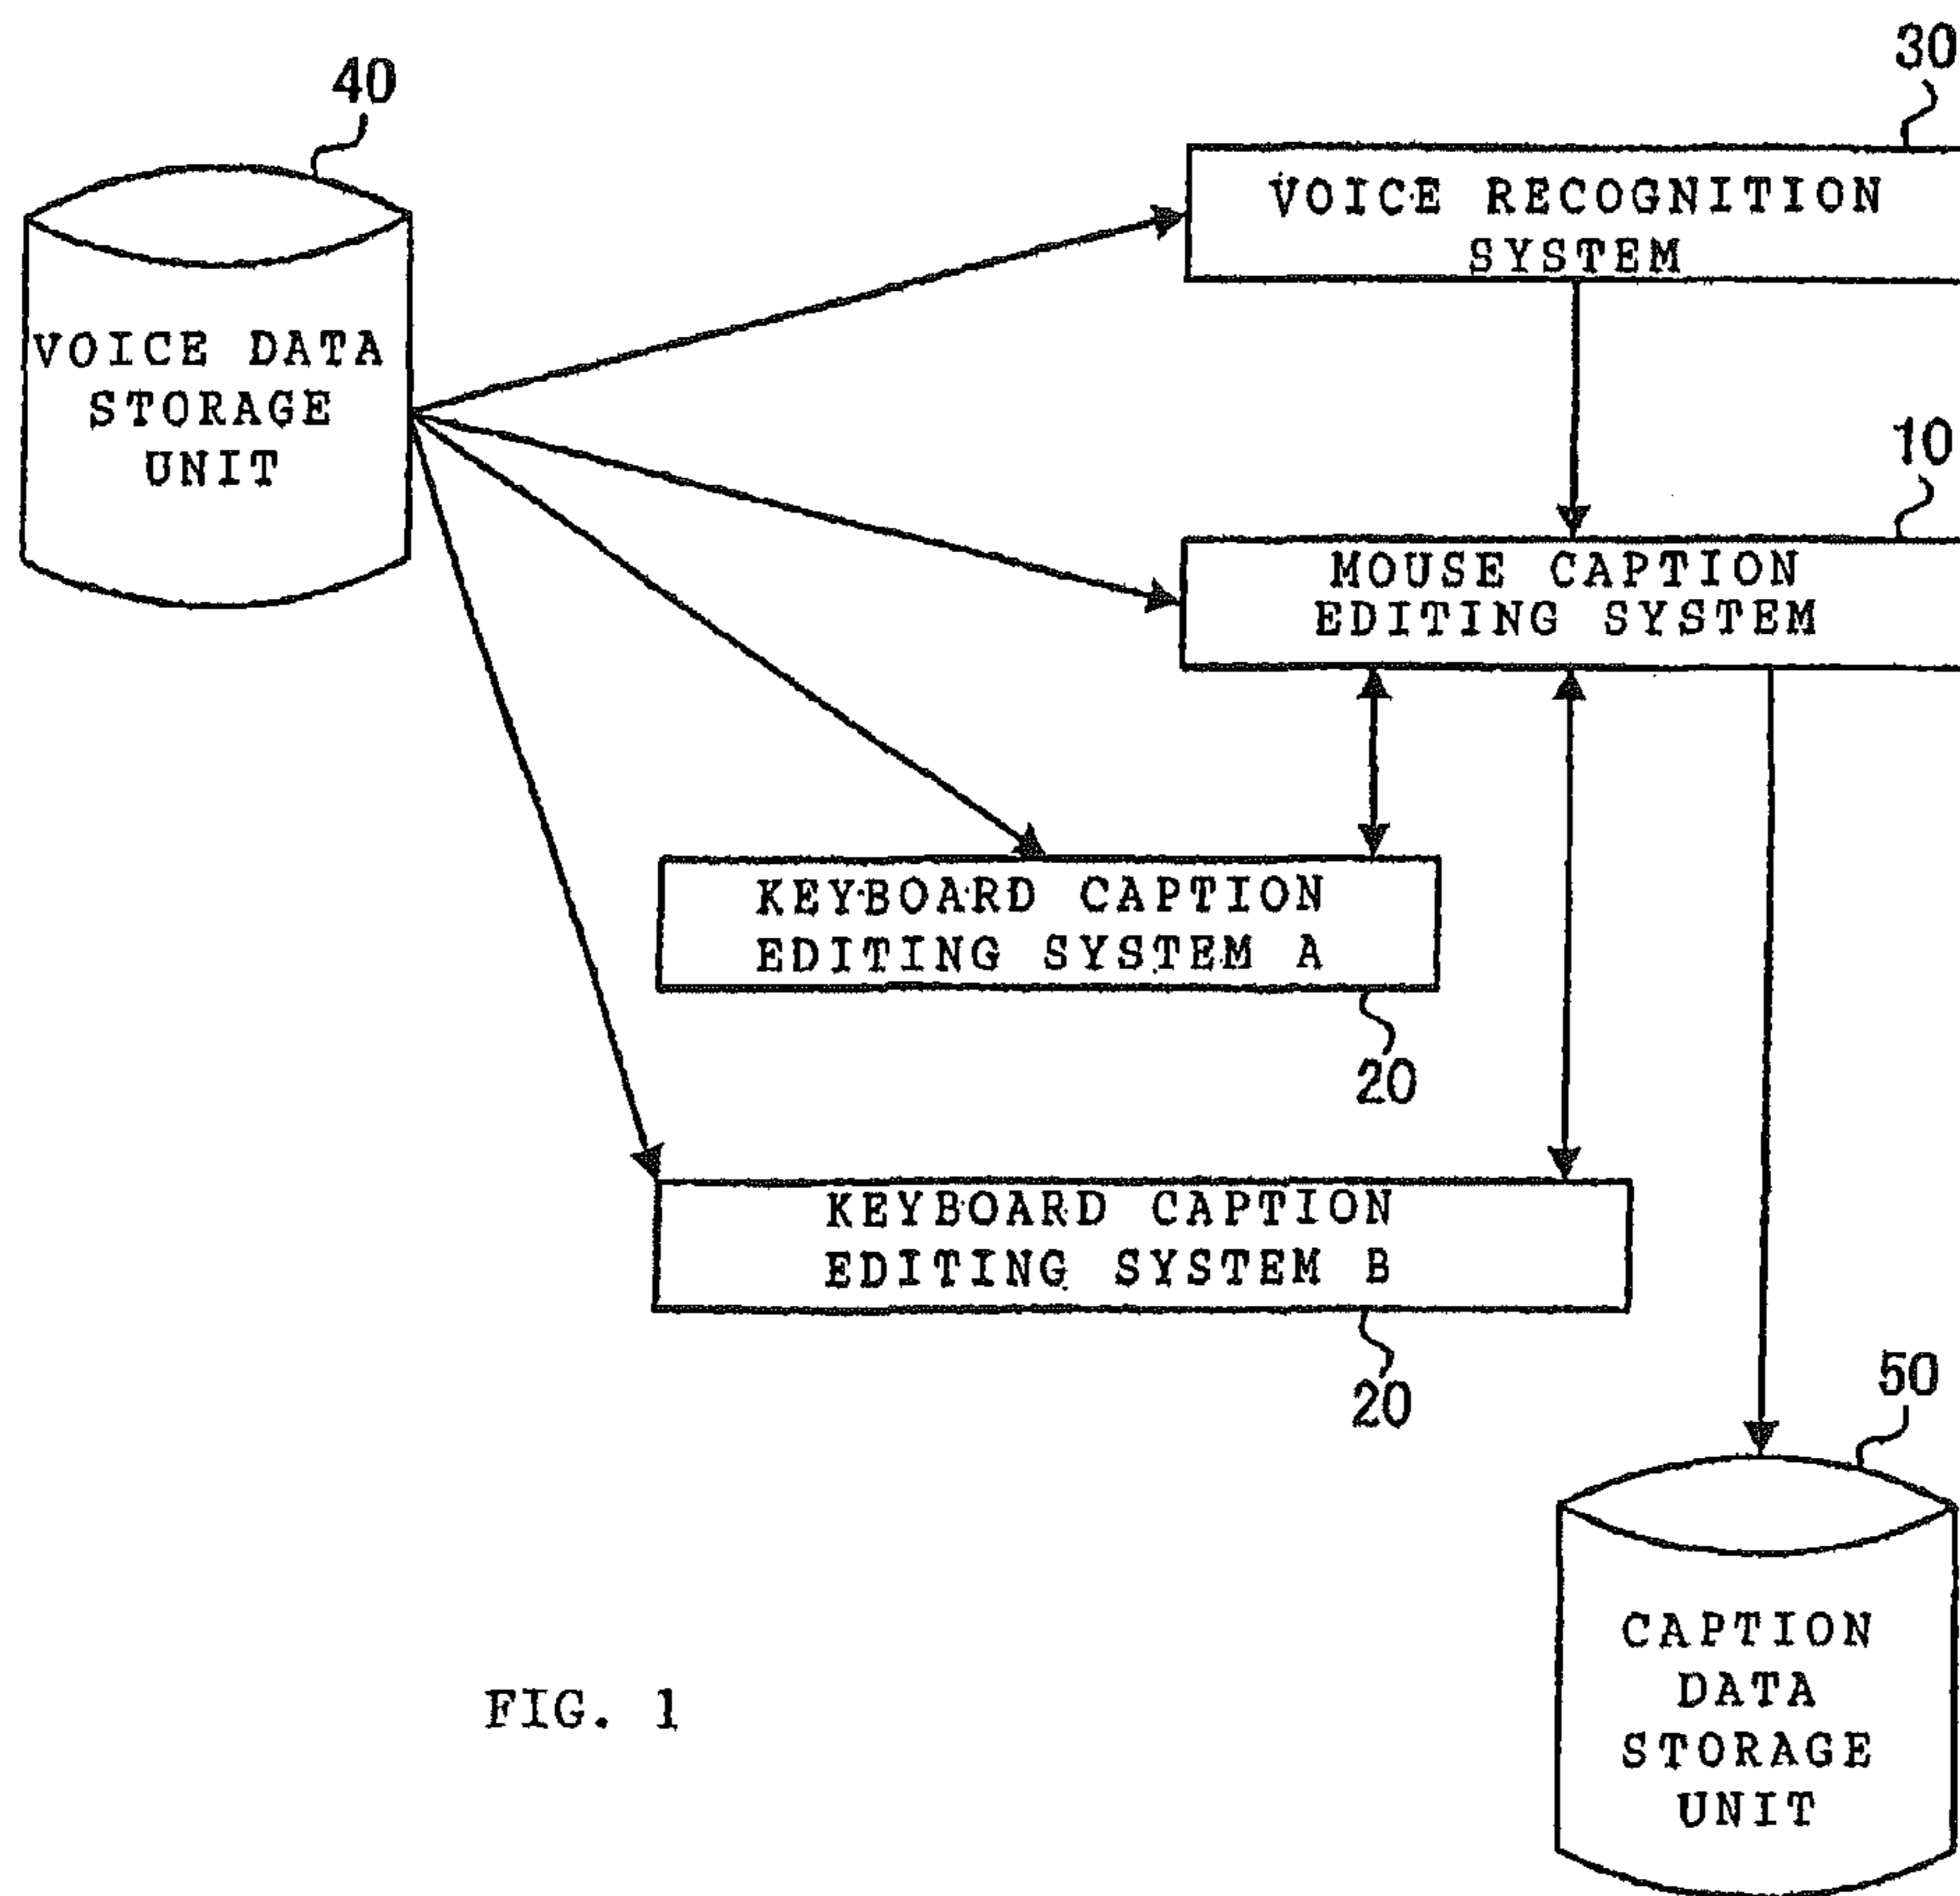 40
30
VOICE RECOGNITION
SYSTEM
VOICE DATA
STORAGE
UNIT
10
MOUSE CAPTION
EDITING SYSTEM
KEYBOARD CAPTION
EDITING SYSTEM A
20
KEYBOARD CAPTION
EDITING SYSTEM B
20
50
CAPTION
DATA
STORAGE
UNIT
FIG. 1